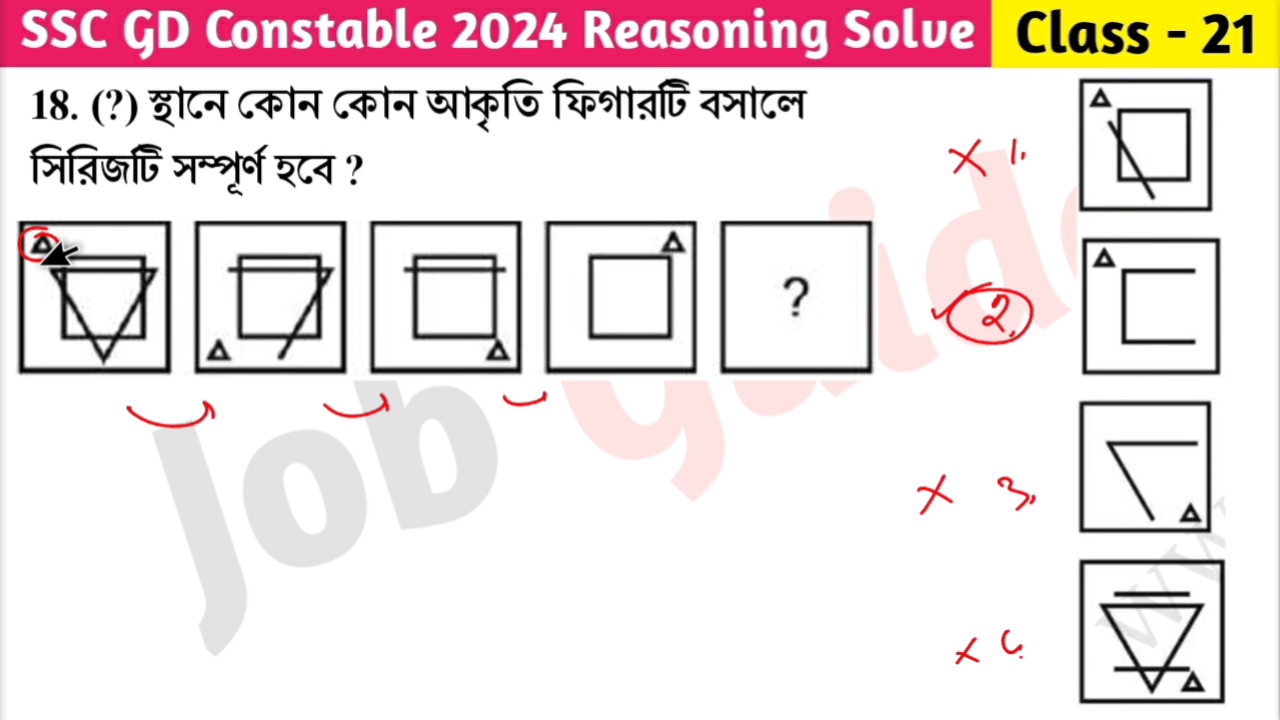 SSC GD Constable 2024 Reasoning Solve
Class - 21
18. (?) স্থানে কোন কোন আকৃতি ফিগারটি বসালে
সিরিজটি সম্পূর্ণ হবে ?
?
× 1.
2.
× 3.
× 4.
Job guide
www